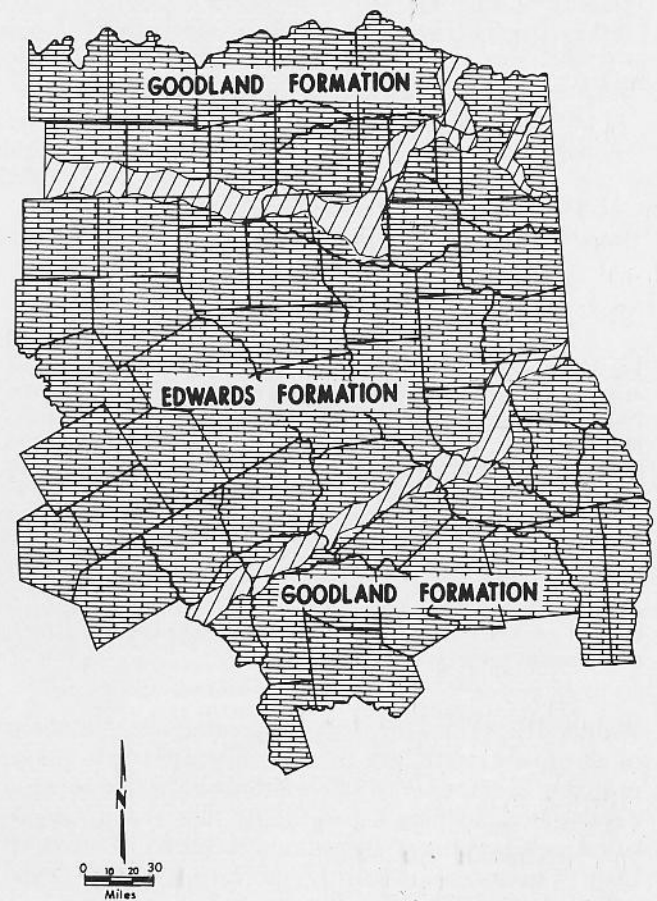 GOODLAND FORMATION
EDWARDS FORMATION
GOODLAND FORMATION
N
0 10 20 30
Miles